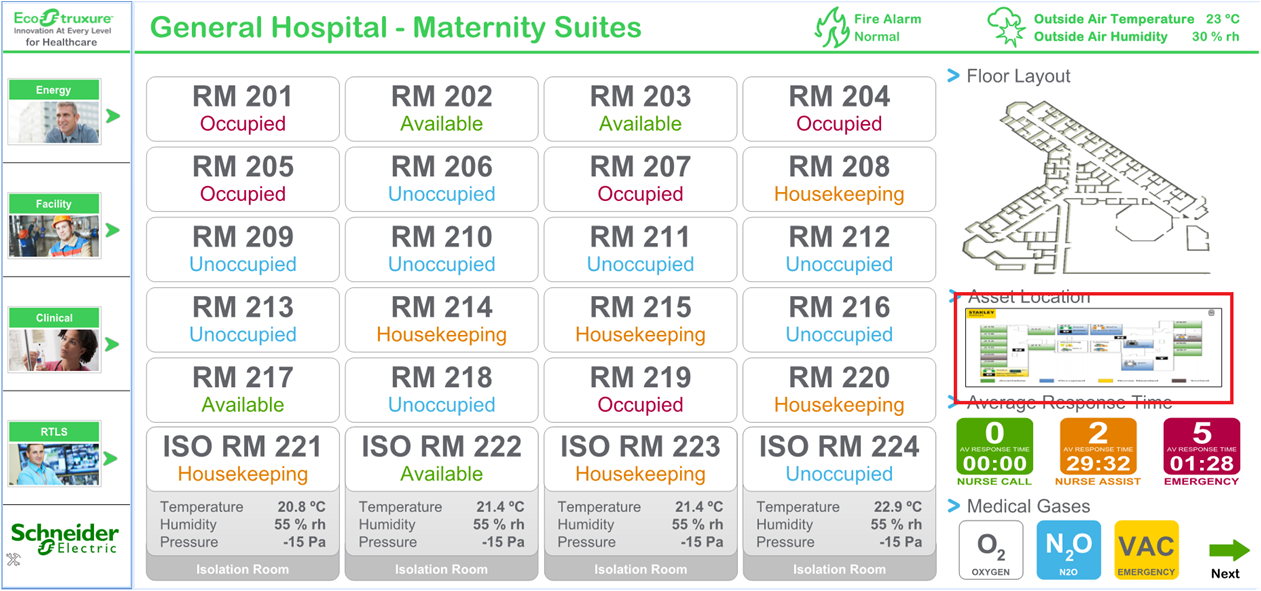 EcoStruxure
Innovation At Every Level
for Healthcare
General Hospital - Maternity Suites
Fire Alarm
Normal
Outside Air Temperature 23 ºC
Outside Air Humidity 30 % rh
Energy
Facility
Clinical
RTLS
Schneider
Electric
RM 201
Occupied
RM 202
Available
RM 203
Available
RM 204
Occupied
RM 205
Occupied
RM 206
Unoccupied
RM 207
Occupied
RM 208
Housekeeping
RM 209
Unoccupied
RM 210
Unoccupied
RM 211
Unoccupied
RM 212
Unoccupied
RM 213
Unoccupied
RM 214
Housekeeping
RM 215
Housekeeping
RM 216
Unoccupied
RM 217
Available
RM 218
Unoccupied
RM 219
Occupied
RM 220
Housekeeping
ISO RM 221
Housekeeping
Temperature 20.8 ºC
Humidity 55 % rh
Pressure -15 Pa
Isolation Room
ISO RM 222
Available
Temperature 21.4 ºC
Humidity 55 % rh
Pressure -15 Pa
Isolation Room
ISO RM 223
Housekeeping
Temperature 21.4 ºC
Humidity 55 % rh
Pressure -15 Pa
Isolation Room
ISO RM 224
Unoccupied
Temperature 22.9 ºC
Humidity 55 % rh
Pressure -15 Pa
Isolation Room
Floor Layout
Asset Location
STANLEY
Average Response Time
0
AV RESPONSE TIME
00:00
NURSE CALL
2
AV RESPONSE TIME
29:32
NURSE ASSIST
5
AV RESPONSE TIME
01:28
EMERGENCY
Medical Gases
O2
OXYGEN
N2O
N2O
VAC
EMERGENCY
Next